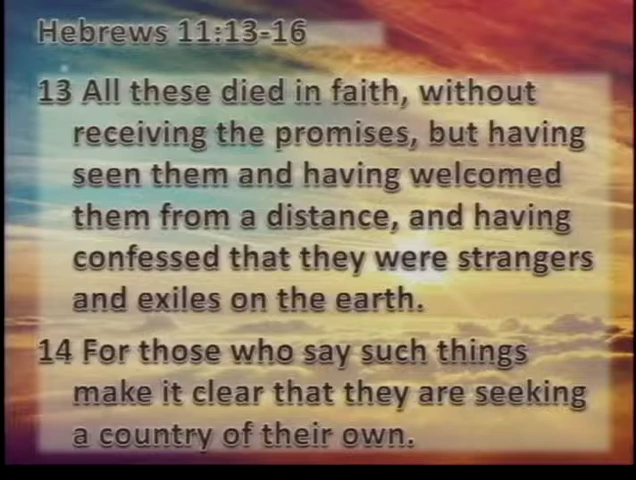 Hebrews 11:13-16
13 All these died in faith, without
receiving the promises, but having
seen them and having welcomed
them from a distance, and having
confessed that they were strangers
and exiles on the earth.
14 For those who say such things
make it clear that they are seeking
a country of their own.